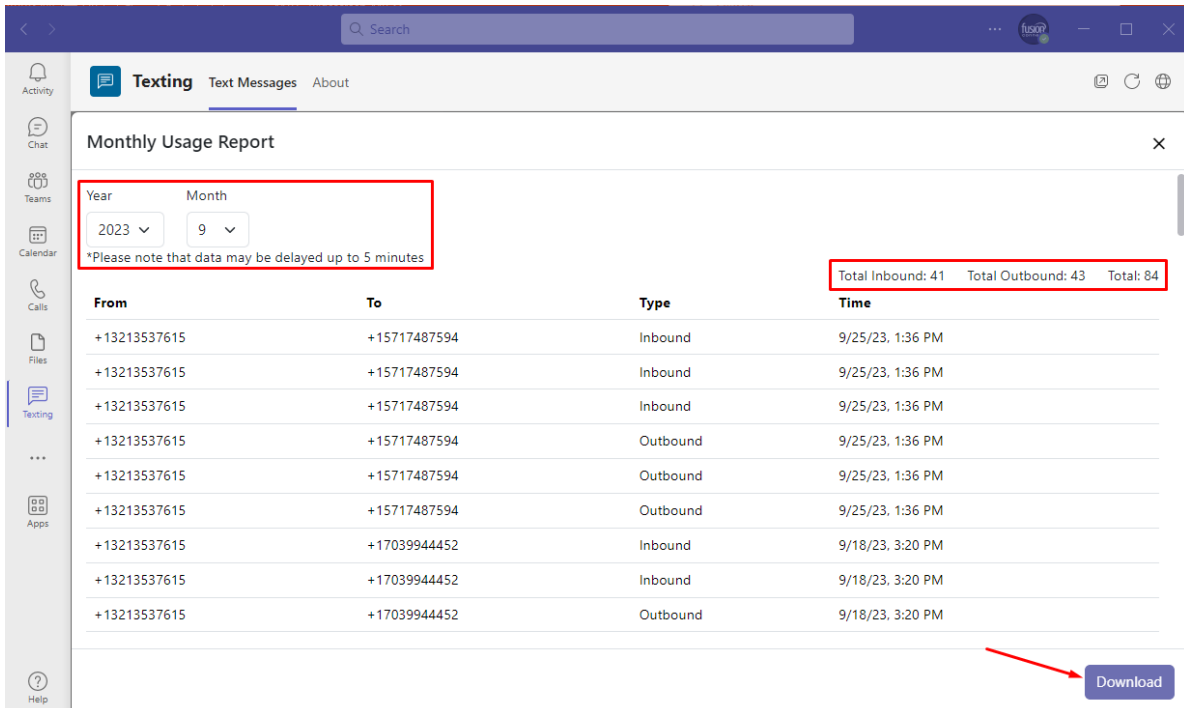 Search
fusion
Activity
Chat
Teams
Calendar
Calls
Files
Texting
Apps
Help
Texting Text Messages About
Monthly Usage Report
Year Month
2023 9
*Please note that data may be delayed up to 5 minutes
Total Inbound: 41 Total Outbound: 43 Total: 84
From To Type Time
+13213537615 +15717487594 Inbound 9/25/23, 1:36 PM
+13213537615 +15717487594 Inbound 9/25/23, 1:36 PM
+13213537615 +15717487594 Inbound 9/25/23, 1:36 PM
+13213537615 +15717487594 Outbound 9/25/23, 1:36 PM
+13213537615 +15717487594 Outbound 9/25/23, 1:36 PM
+13213537615 +15717487594 Outbound 9/25/23, 1:36 PM
+13213537615 +17039944452 Inbound 9/18/23, 3:20 PM
+13213537615 +17039944452 Inbound 9/18/23, 3:20 PM
+13213537615 +17039944452 Outbound 9/18/23, 3:20 PM
Download